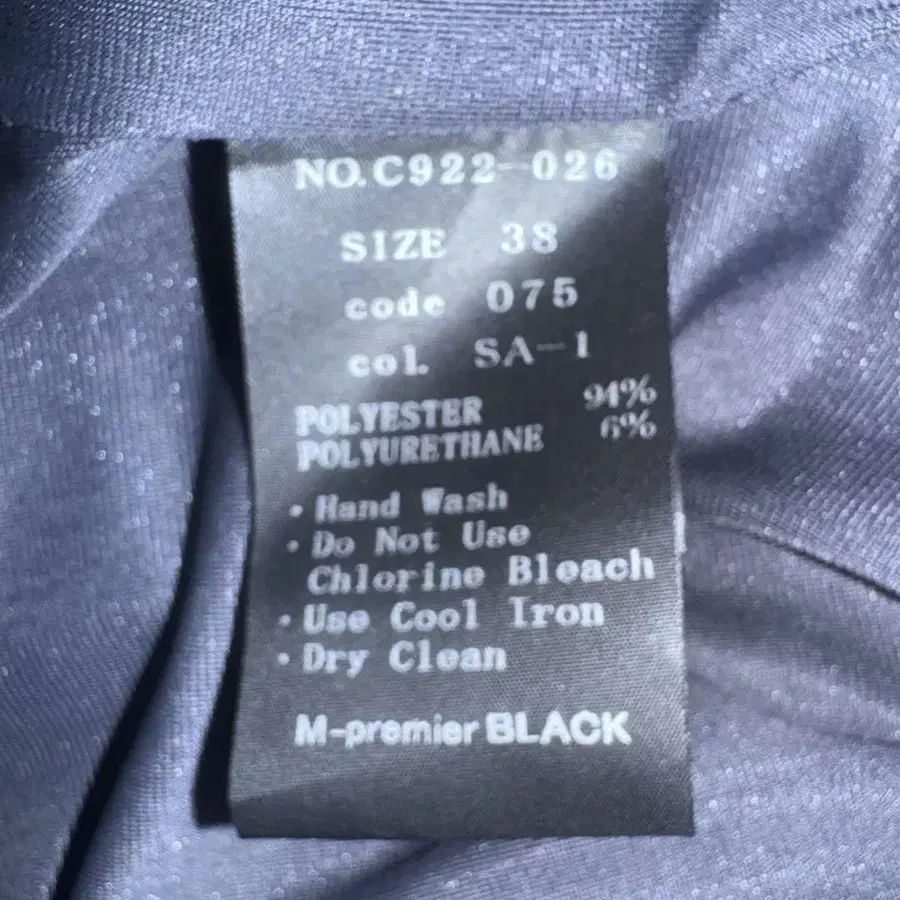 NO.C922-026
SIZE 38
code 075
col. SA-1
POLYESTER 94%
POLYURETHANE 6%
・Hand Wash
・Do Not Use
Chlorine Bleach
・Use Cool Iron
・Dry Clean
M-premier BLACK